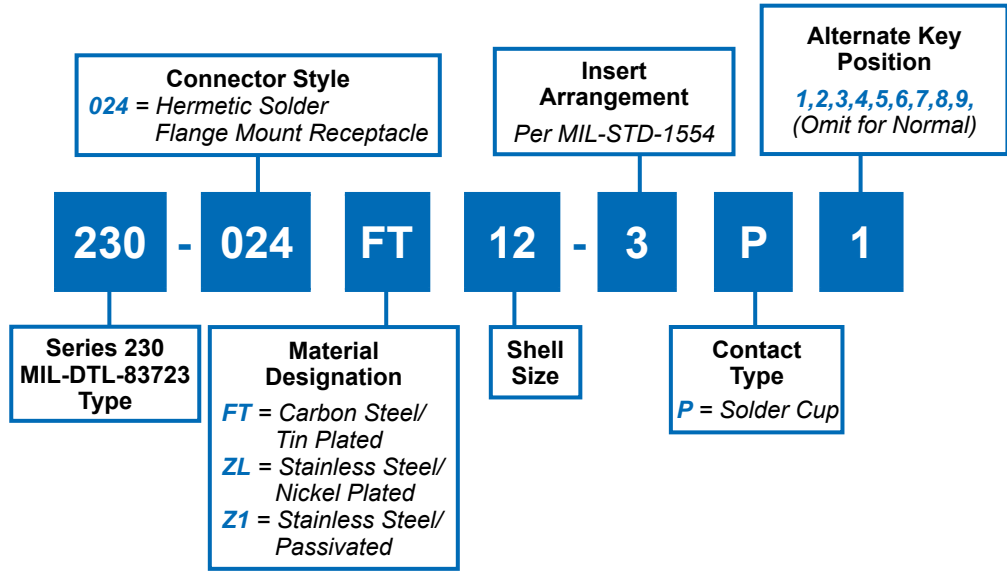 Connector Style
024 = Hermetic Solder
Flange Mount Receptacle
Insert
Arrangement
Per MIL-STD-1554
Alternate Key
Position
1,2,3,4,5,6,7,8,9,
(Omit for Normal)
230 - 024 FT 12 - 3 P 1
Series 230
MIL-DTL-83723
Type
Material
Designation
FT = Carbon Steel/
Tin Plated
ZL = Stainless Steel/
Nickel Plated
Z1 = Stainless Steel/
Passivated
Shell
Size
Contact
Type
P = Solder Cup